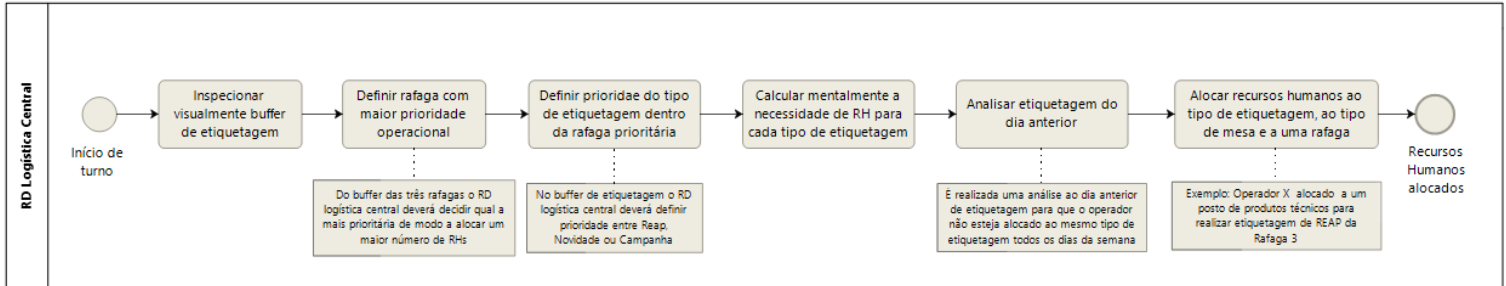 RD Logística Central
Início de
turno
Inspecionar
visualmente buffer
de etiquetagem
Definir rafaga com
maior prioridade
operacional
Do buffer das três rafagas o RD
logística central deverá decidir qual a
mais prioritária de modo a alocar um
maior número de RHs
Definir prioridae do tipo
de etiquetagem dentro
da rafaga prioritária
No buffer de etiquetagem o RD
logística central deverá definir
prioridade entre Reap,
Novidade ou Campanha
Calcular mentalmente a
necessidade de RH para
cada tipo de etiquetagem
Analisar etiquetagem do
dia anterior
É realizada uma análise ao dia anterior
de etiquetagem para que o operador
não esteja alocado ao mesmo tipo de
etiquetagem todos os dias da semana
Alocar recursos humanos ao
tipo de etiquetagem, ao tipo
de mesa e a uma rafaga
Exemplo: Operador X alocado a um
posto de produtos técnicos para
realizar etiquetagem de REAP da
Rafaga 3
Recursos
Humanos
alocados